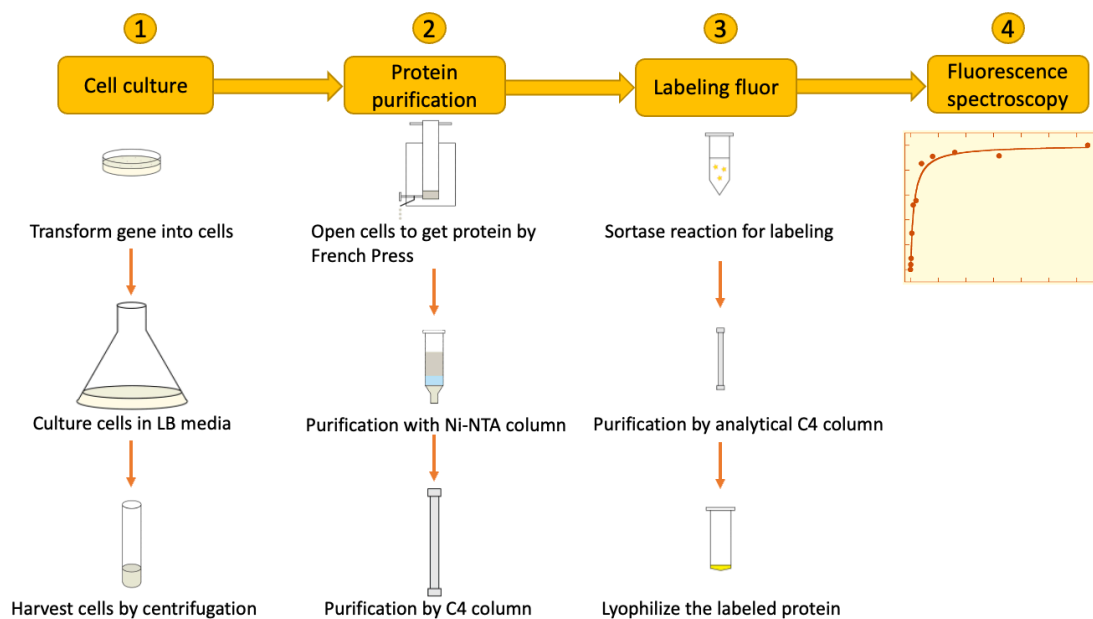 1
Cell culture
Transform gene into cells
Culture cells in LB media
Harvest cells by centrifugation
2
Protein
purification
Open cells to get protein by
French Press
Purification with Ni-NTA column
Purification by C4 column
3
Labeling fluor
Sortase reaction for labeling
Purification by analytical C4 column
Lyophilize the labeled protein
4
Fluorescence
spectroscopy